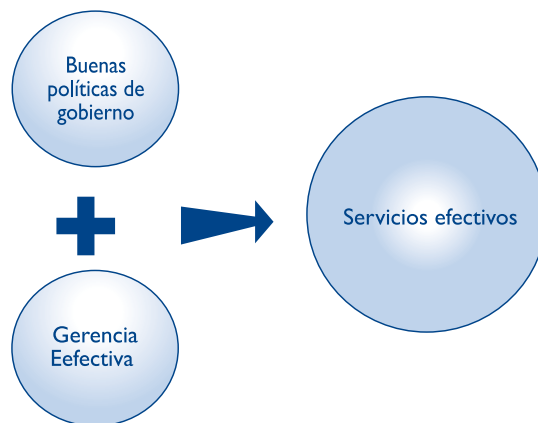 Buenas
políticas de
gobierno
Servicios efectivos
Gerencia
Eefectiva